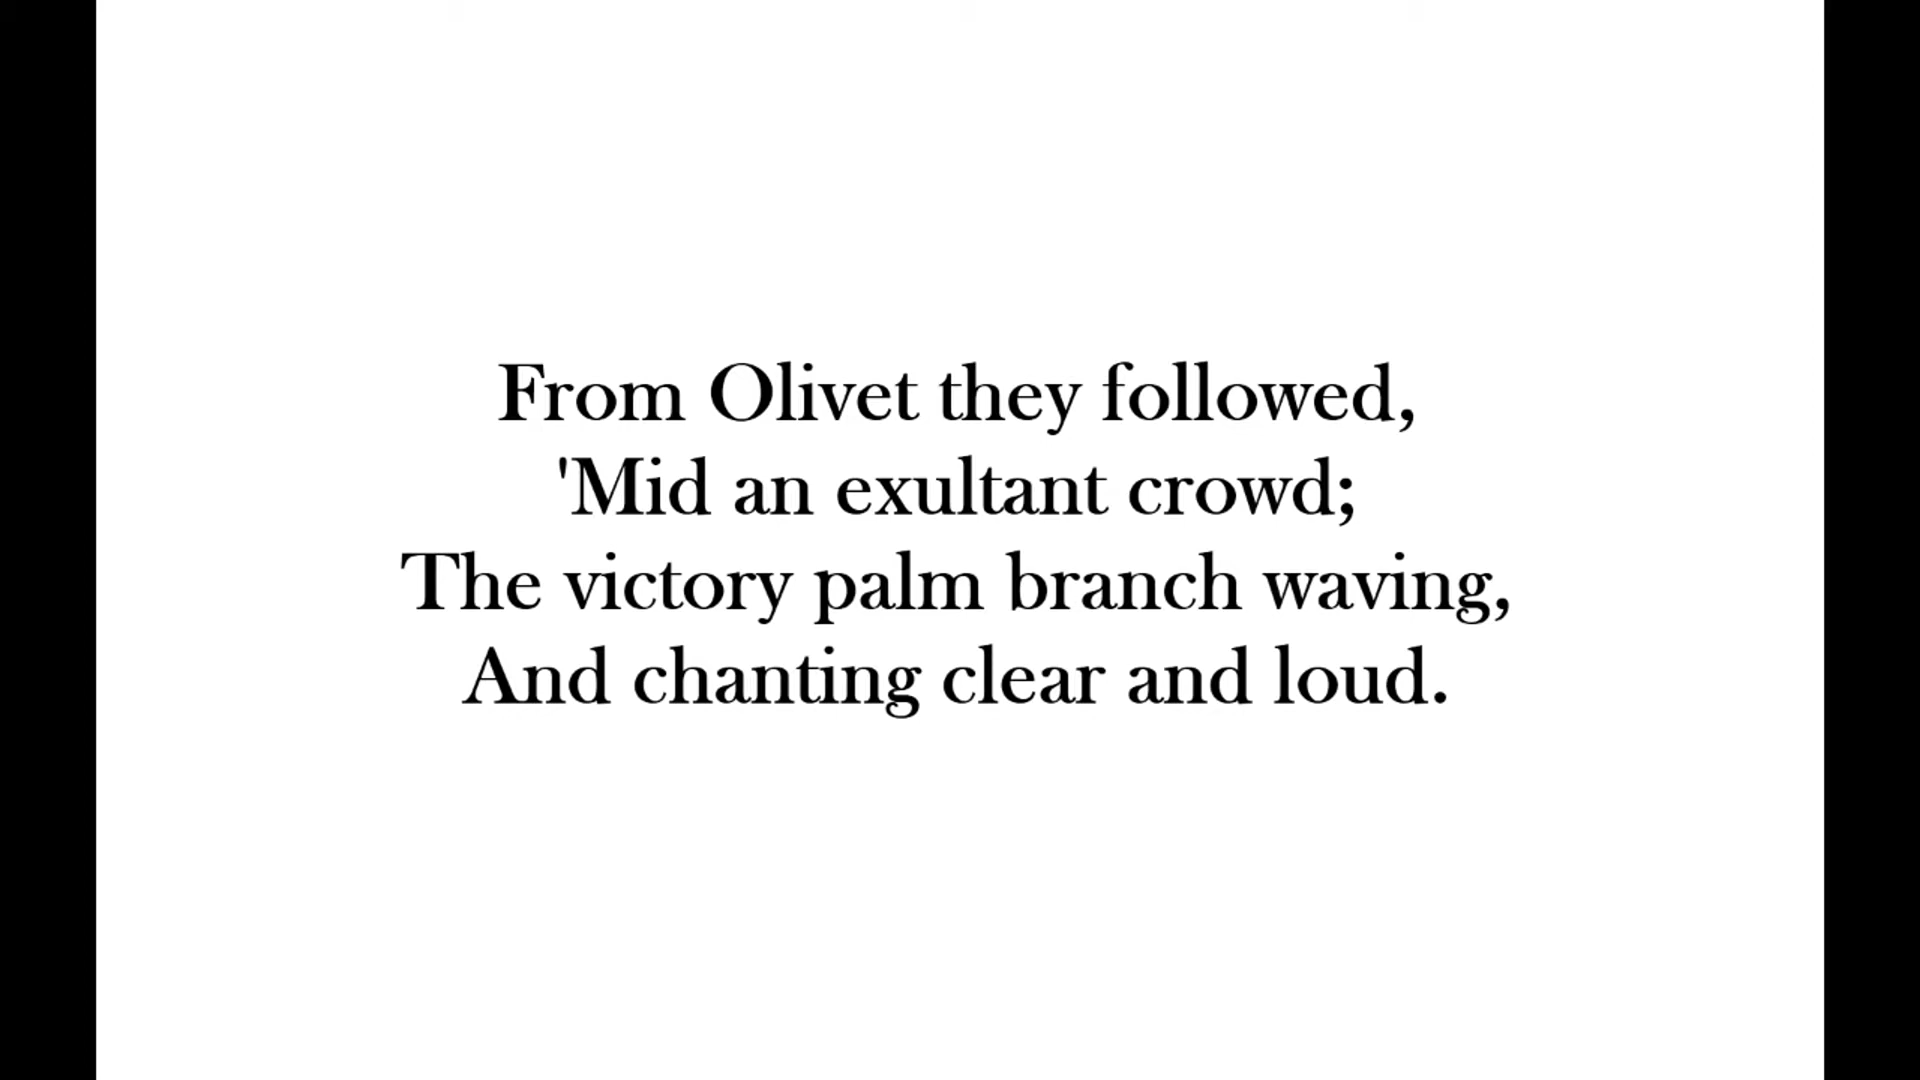 From Olivet they followed,
'Mid an exultant crowd;
The victory palm branch waving,
And chanting clear and loud.